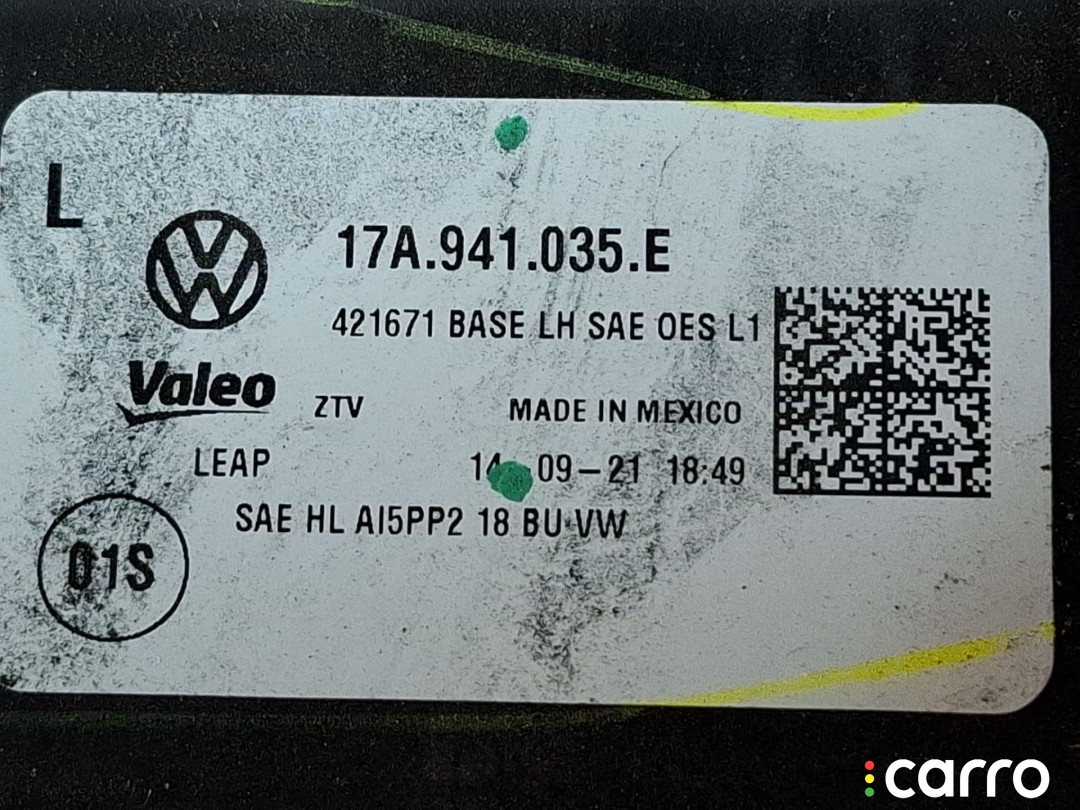 L
17A.941.035.E
421671 BASE LH SAE OES L1
Valeo
ZTV MADE IN MEXICO
LEAP 14-09-21 18:49
SAE HL AI5PP2 18 BU VW
01S
carro